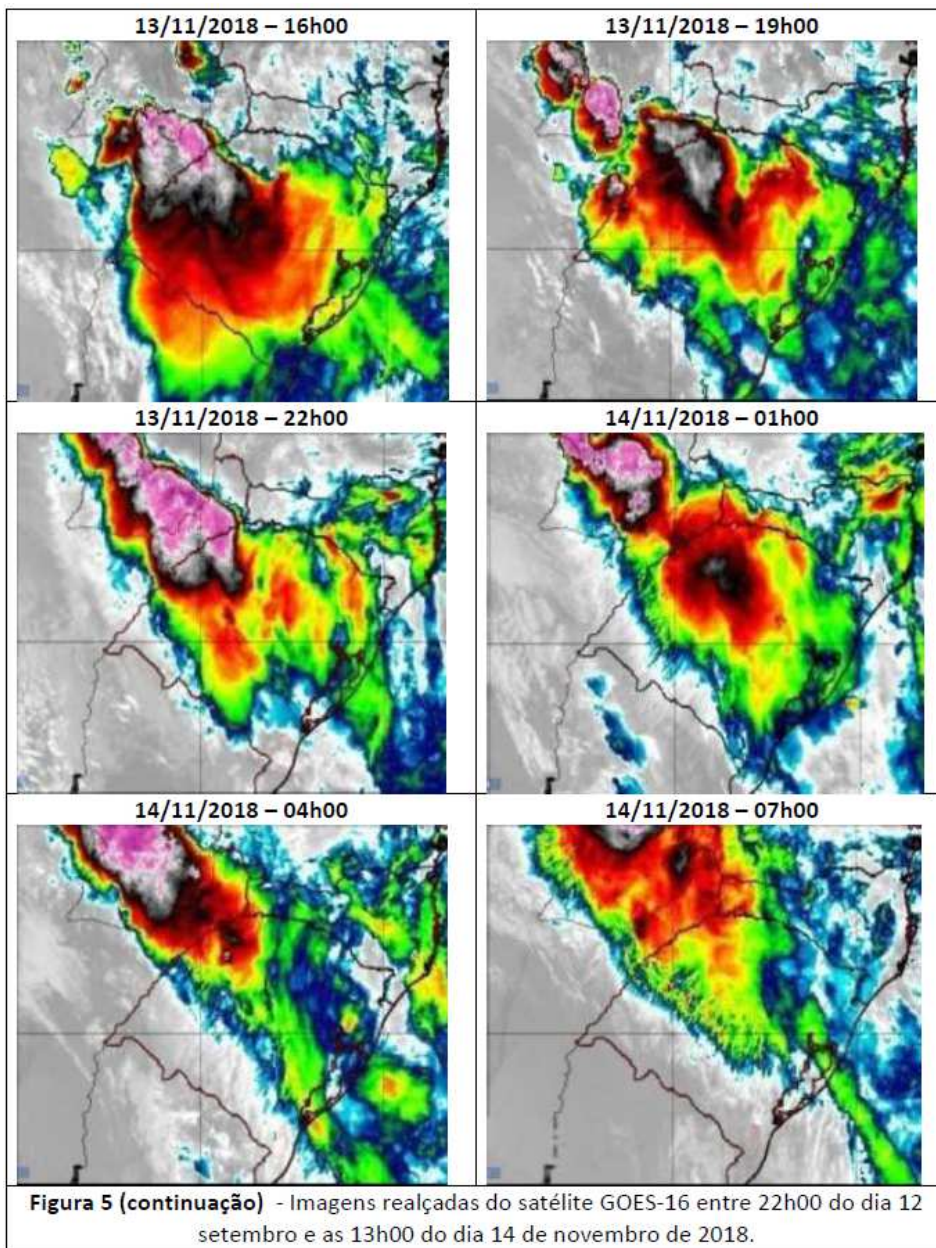 13/11/2018 – 16h00
13/11/2018 – 19h00
13/11/2018 – 22h00
14/11/2018 – 01h00
14/11/2018 – 04h00
14/11/2018 – 07h00
Figura 5 (continuação) - Imagens realçadas do satélite GOES-16 entre 22h00 do dia 12
setembro e as 13h00 do dia 14 de novembro de 2018.